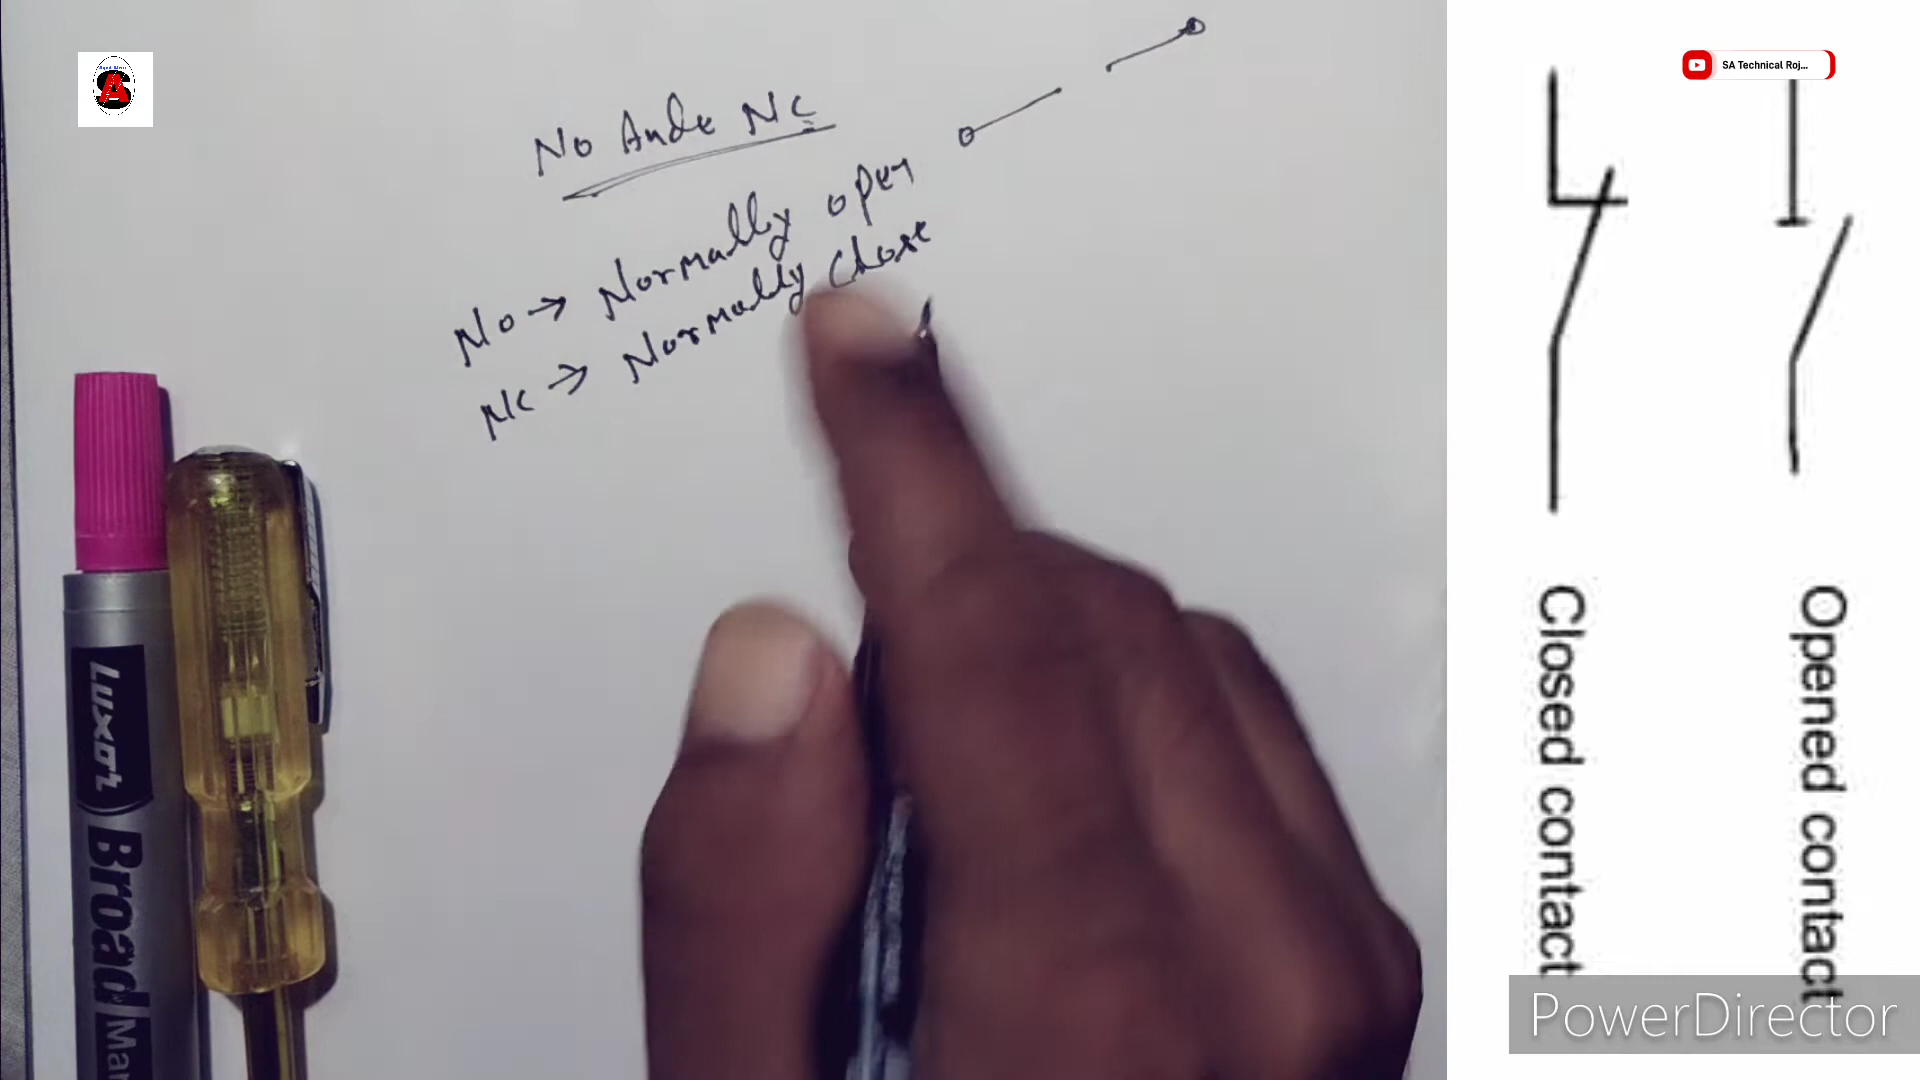 No Ande Nc
No → Normally open
Nc → Normally Close
Luxor
Broad Mar
SA Technical Roj...
Closed contact
Opened contact
PowerDirector